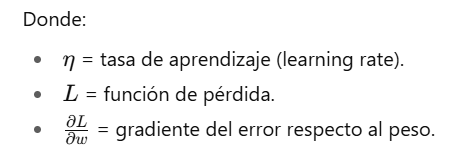 Donde:
• η = tasa de aprendizaje (learning rate).
• L = función de pérdida.
• ∂L/∂w = gradiente del error respecto al peso.